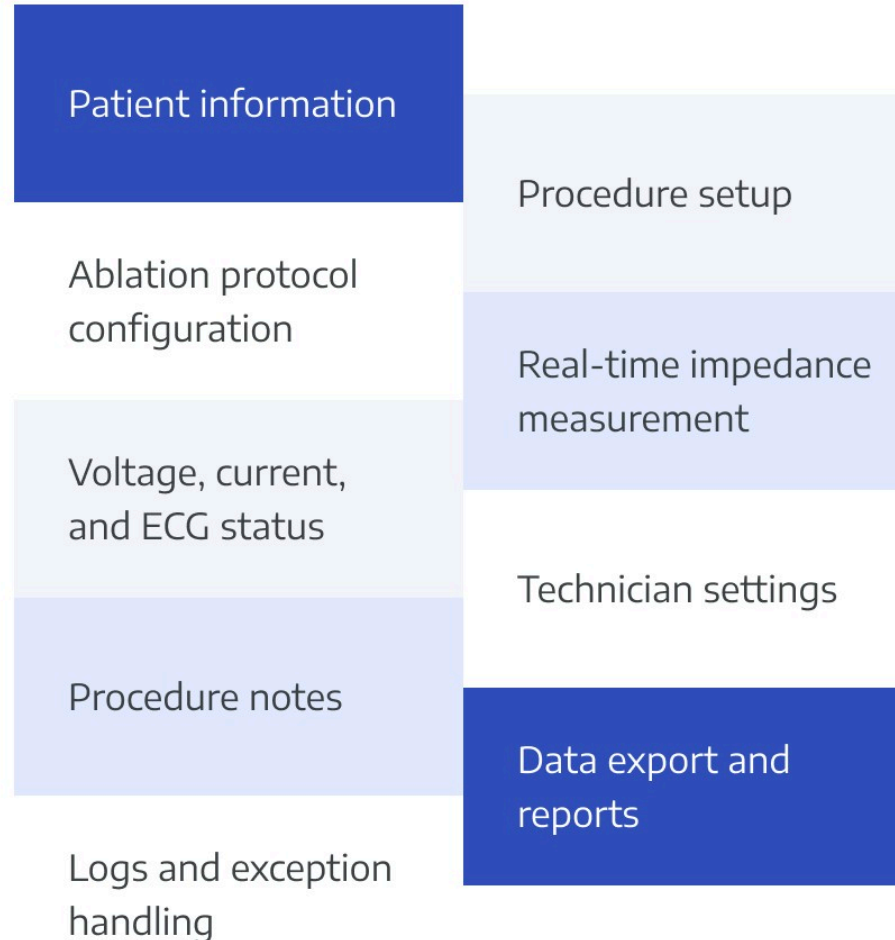 Patient information
Procedure setup
Ablation protocol
configuration
Real-time impedance
measurement
Voltage, current,
and ECG status
Technician settings
Procedure notes
Data export and
reports
Logs and exception
handling